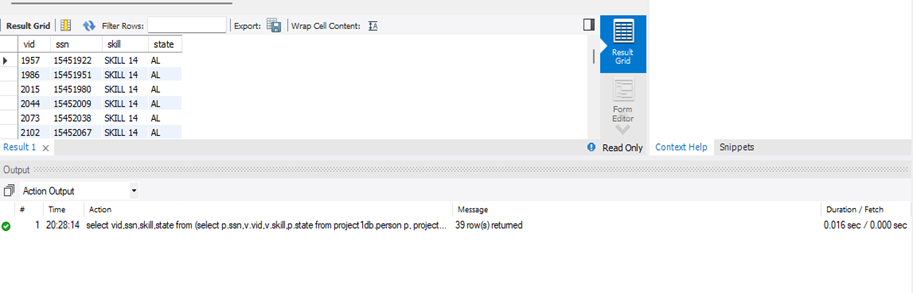 Result Grid Filter Rows: Export: Wrap Cell Content:
vid ssn skill state
1957 15451922 SKILL 14 AL
1986 15451951 SKILL 14 AL
2015 15451980 SKILL 14 AL
2044 15452009 SKILL 14 AL
2073 15452038 SKILL 14 AL
2102 15452067 SKILL 14 AL
Result
Grid
Form
Editor
Result 1 Read Only Context Help Snippets
Output
Action Output
# Time Action Message Duration / Fetch
1 20:28:14 select vid,ssn,skill,state from (select p.ssn,v.vid,v.skill,p.state from project1db.person p, project... 39 row(s) returned 0.016 sec / 0.000 sec